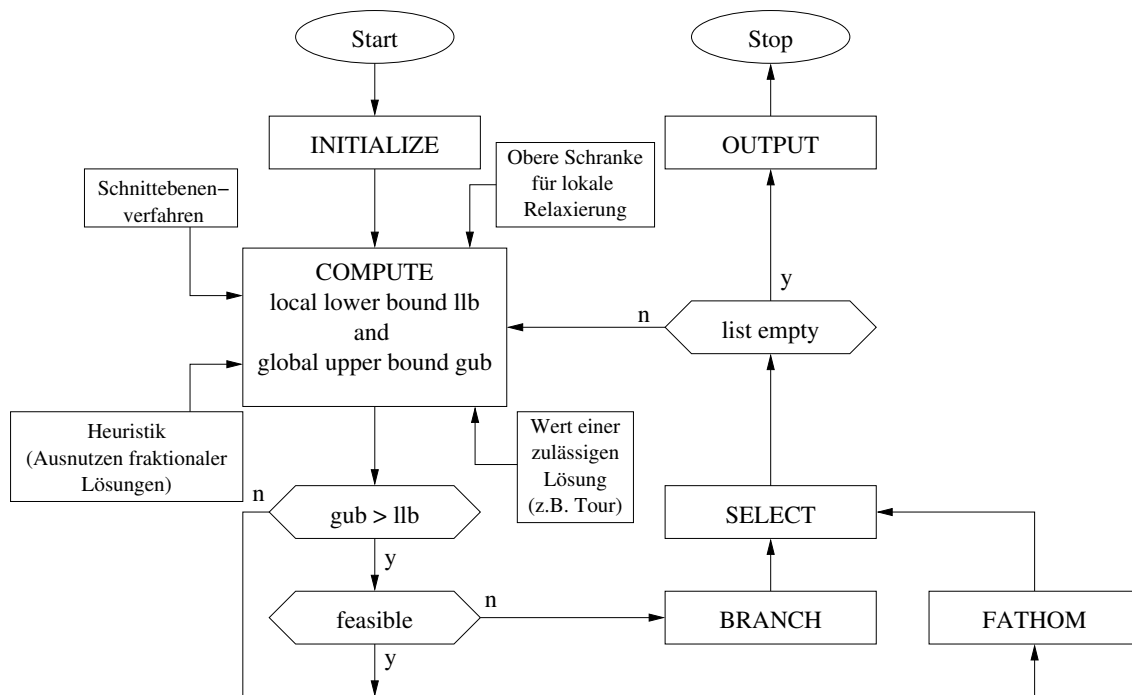 Start
Stop
INITIALIZE
OUTPUT
Obere Schranke
für lokale
Relaxierung
Schnittebenen−
verfahren
COMPUTE
local lower bound llb
and
global upper bound gub
y
n
list empty
Heuristik
(Ausnutzen fraktionaler
Lösungen)
Wert einer
zulässigen
Lösung
(z.B. Tour)
n
gub > llb
SELECT
y
feasible
n
BRANCH
FATHOM
y